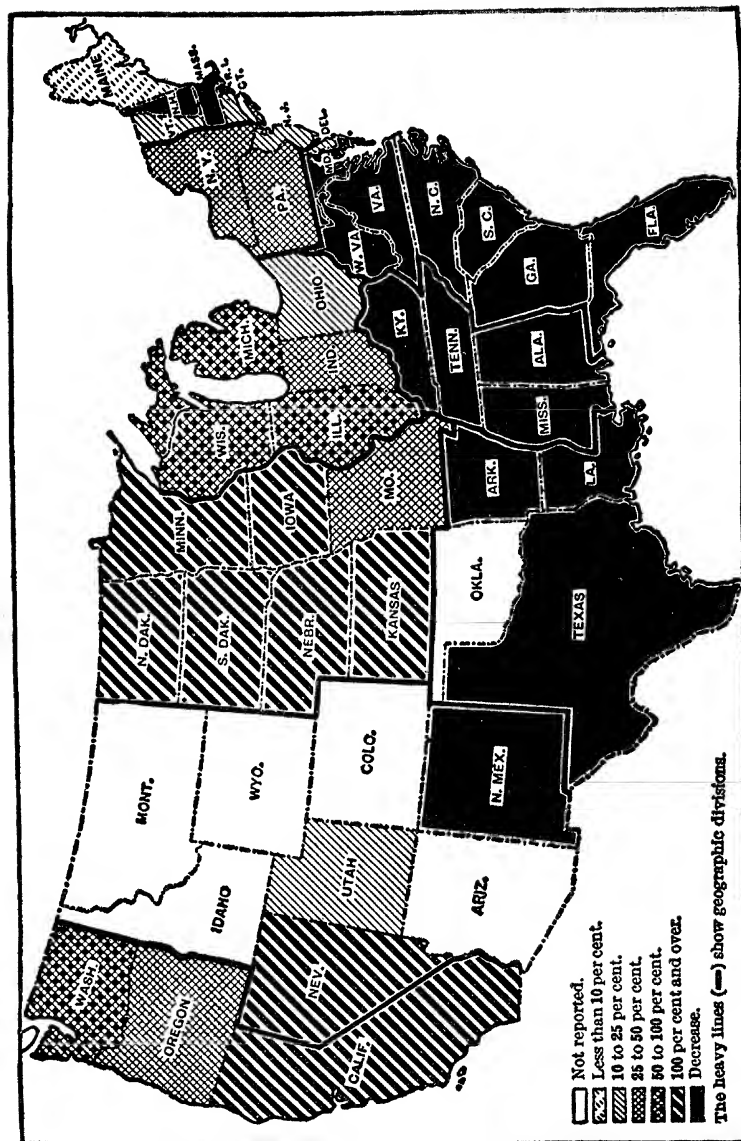 WASH.
OREGON
CALIF.
NEV.
IDAHO
MONT.
WYO.
UTAH
COLO.
ARIZ.
N. MEX.
N. DAK.
S. DAK.
NEBR.
KANSAS
OKLA.
TEXAS
MINN.
IOWA
MO.
ARK.
LA.
WIS.
ILL.
MICH.
IND.
OHIO
KY.
TENN.
MISS.
ALA.
GA.
FLA.
S. C.
N. C.
VA.
W. VA.
MD.
DEL.
PA.
N. J.
N. Y.
CT.
R. I.
MASS.
VT.
N.H.
MAINE
Not reported.
Less than 10 per cent.
10 to 25 per cent.
25 to 50 per cent.
50 to 100 per cent.
100 per cent and over.
Decrease.
The heavy lines (━) show geographic divisions.